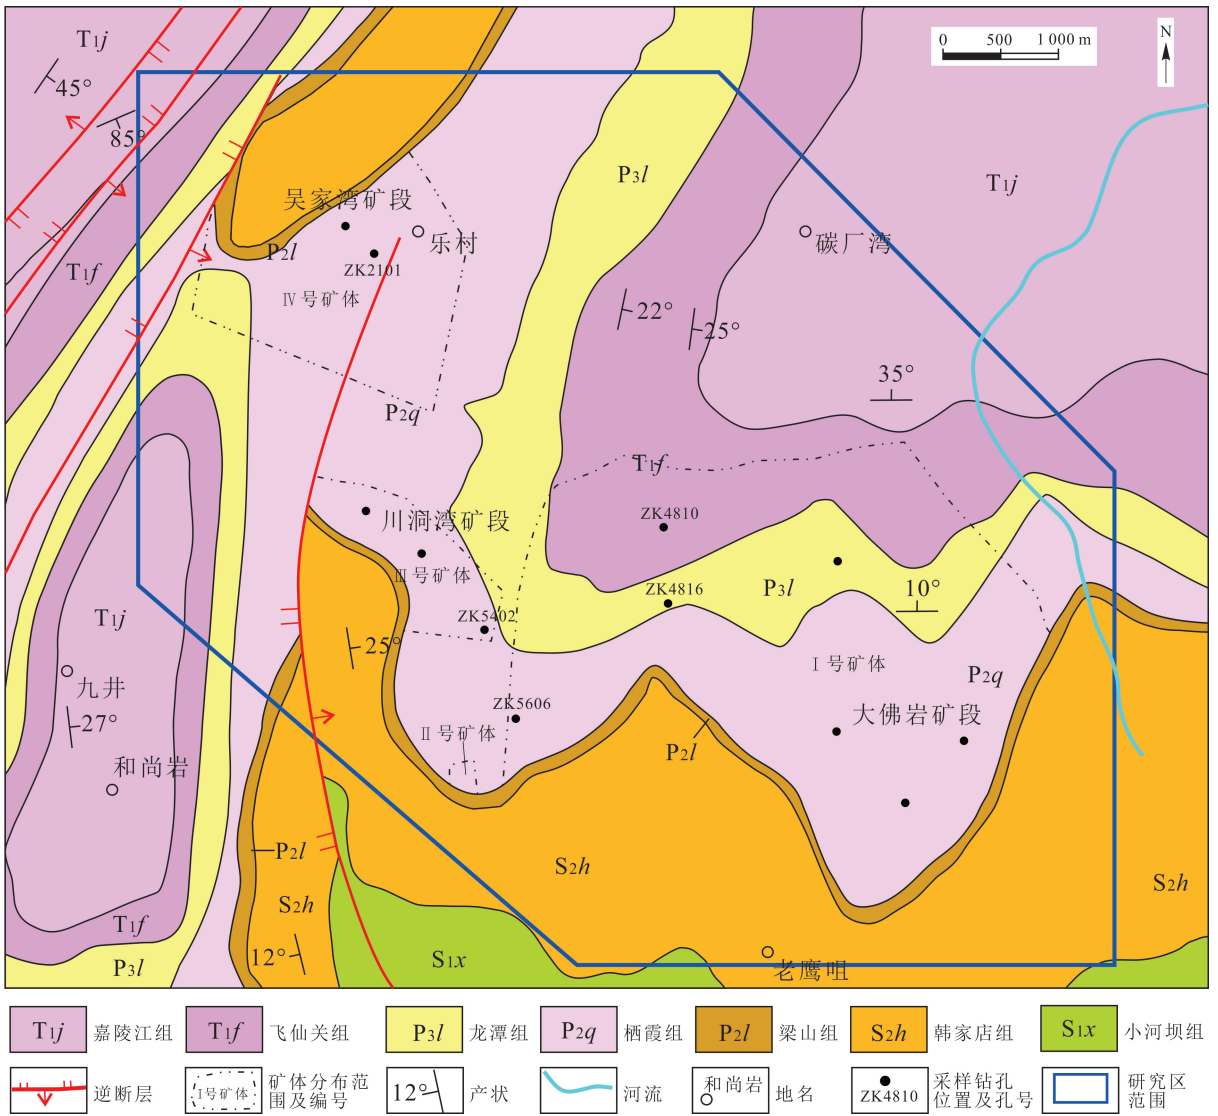 T1j
0 500 1 000 m
N
45°
85°
P3l
T1j
吴家湾矿段
乐村
碳厂湾
P2l
ZK2101
T1f
Ⅳ号矿体
22°
25°
35°
P2q
T1f
川洞湾矿段
ZK4810
Ⅲ号矿体
ZK4816
P3l
10°
T1j
ZK5402
25°
Ⅰ号矿体
P2q
九井
ZK5606
大佛岩矿段
27°
Ⅱ号矿体
P2l
和尚岩
P2l
S2h
S2h
S2h
T1f
12°
S1x
P3l
老鹰咀
T1j 嘉陵江组 T1f 飞仙关组 P3l 龙潭组 P2q 栖霞组 P2l 梁山组 S2h 韩家店组 S1x 小河坝组
逆断层 Ⅰ号矿体 矿体分布范围及编号 12° 产状 河流 和尚岩 地名 ZK4810 采样钻孔位置及孔号 研究区范围